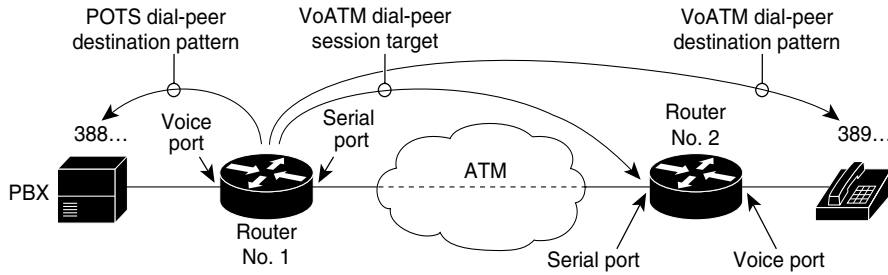 POTS dial-peer
destination pattern
VoATM dial-peer
session target
VoATM dial-peer
destination pattern
388…
Voice
port
Serial
port
Router
No. 2
389…
PBX
ATM
Router
No. 1
Serial port
Voice port